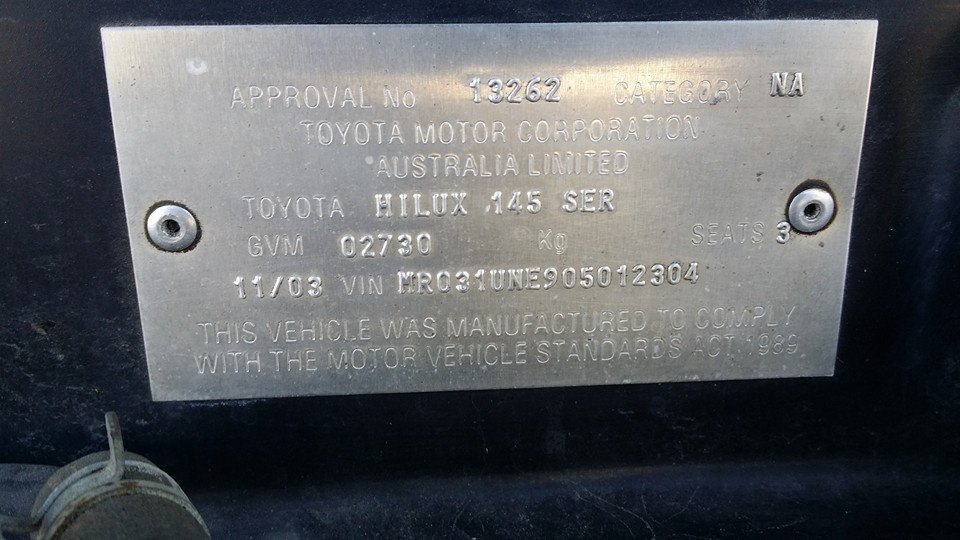 APPROVAL No 13262 CATEGORY NA
TOYOTA MOTOR CORPORATION
AUSTRALIA LIMITED
TOYOTA HILUX 145 SER
GVM 02730 Kg SEATS 3
11/03 VIN MR031UNE905012304
THIS VEHICLE WAS MANUFACTURED TO COMPLY
WITH THE MOTOR VEHICLE STANDARDS ACT 1989